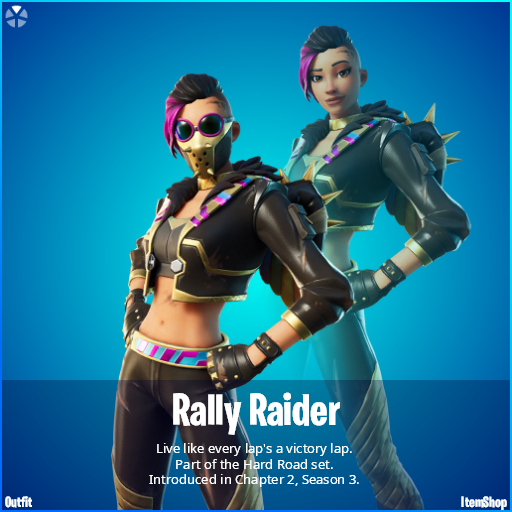 Rally Raider
Live like every lap's a victory lap.
Part of the Hard Road set.
Introduced in Chapter 2, Season 3.
Outfit
ItemShop